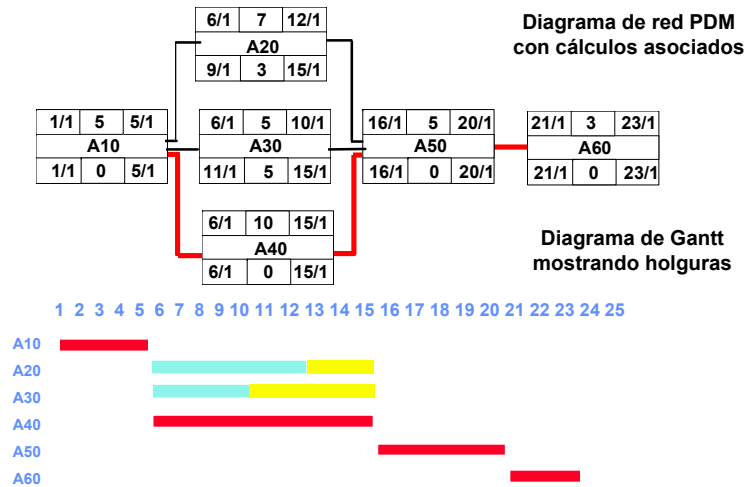 6/1 7 12/1
A20
9/1 3 15/1
Diagrama de red PDM
con cálculos asociados
1/1 5 5/1
A10
1/1 0 5/1
6/1 5 10/1
A30
11/1 5 15/1
16/1 5 20/1
A50
16/1 0 20/1
21/1 3 23/1
A60
21/1 0 23/1
6/1 10 15/1
A40
6/1 0 15/1
Diagrama de Gantt
mostrando holguras
1 2 3 4 5 6 7 8 9 10 11 12 13 14 15 16 17 18 19 20 21 22 23 24 25
A10
A20
A30
A40
A50
A60